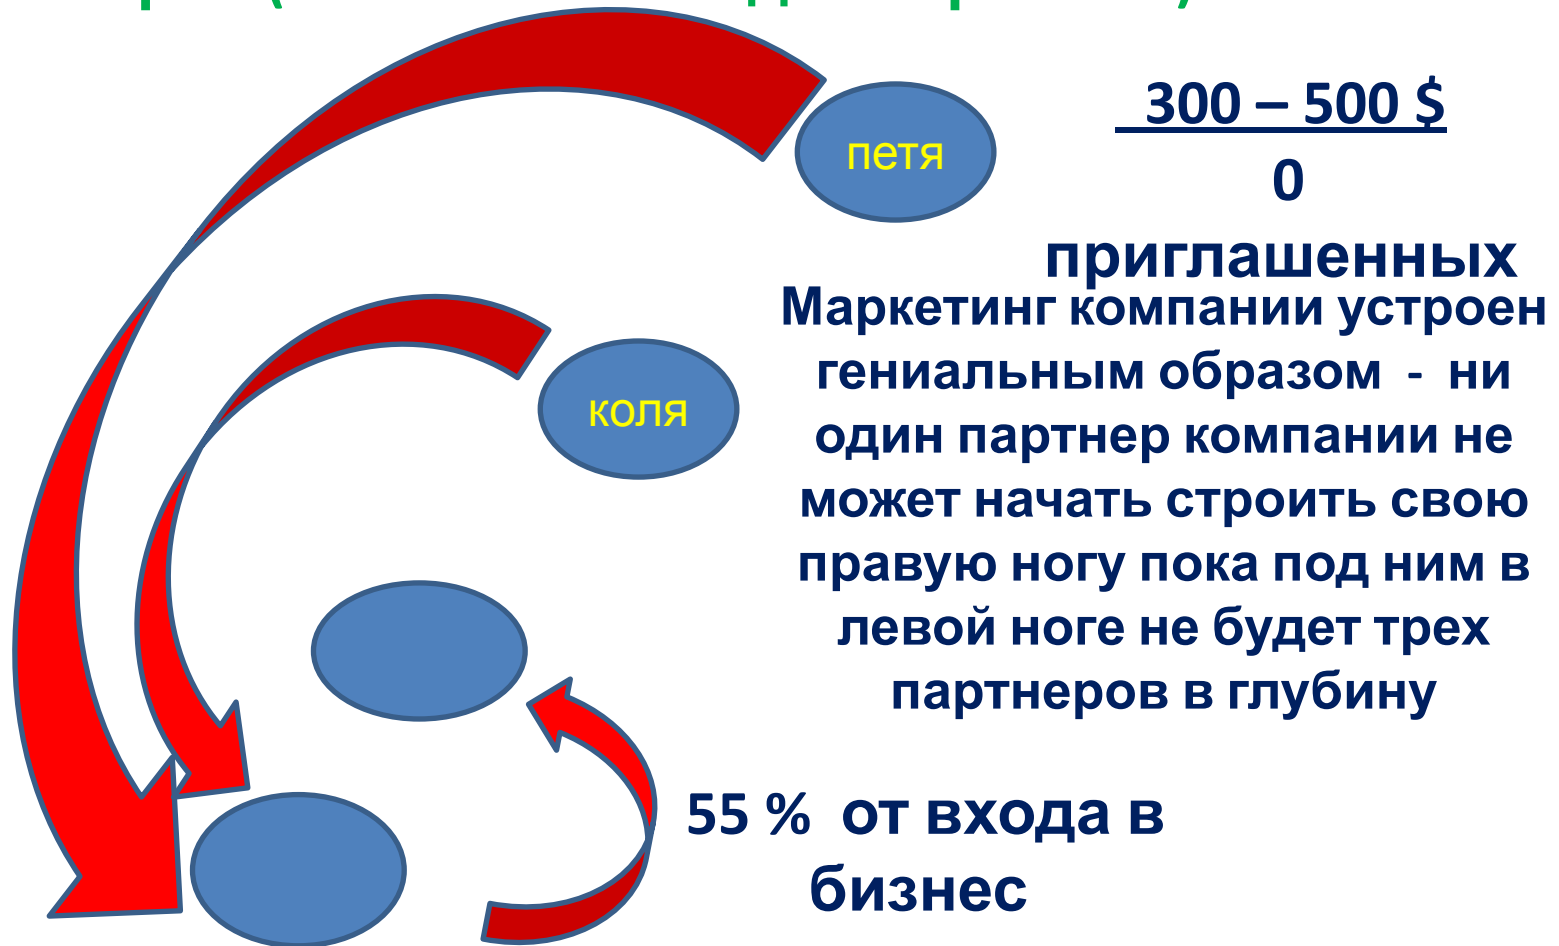 петя
300 – 500 $
0
приглашенных
коля
Маркетинг компании устроен
гениальным образом - ни
один партнер компании не
может начать строить свою
правую ногу пока под ним в
левой ноге не будет трех
партнеров в глубину
55 % от входа в
бизнес